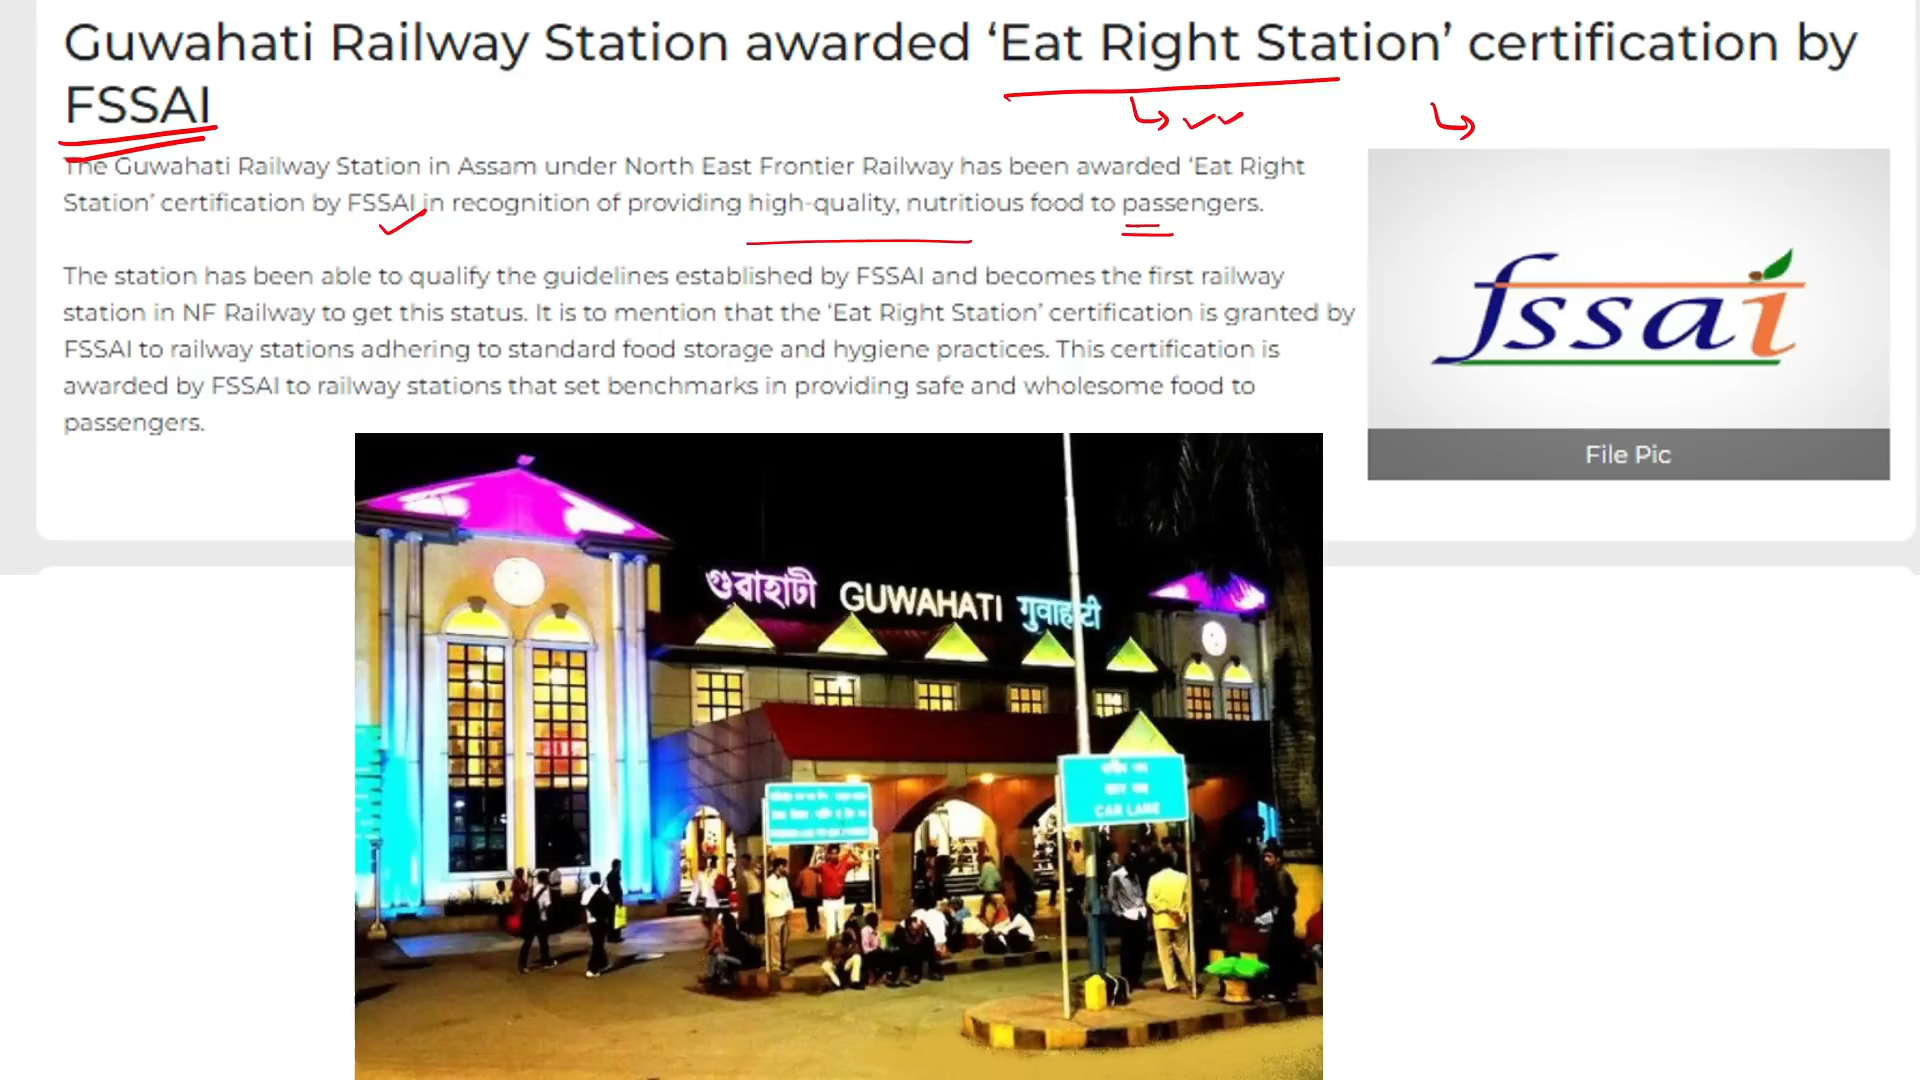 Guwahati Railway Station awarded ‘Eat Right Station’ certification by
FSSAI
The Guwahati Railway Station in Assam under North East Frontier Railway has been awarded ‘Eat Right
Station’ certification by FSSAI in recognition of providing high-quality, nutritious food to passengers.
The station has been able to qualify the guidelines established by FSSAI and becomes the first railway
station in NF Railway to get this status. It is to mention that the ‘Eat Right Station’ certification is granted by
FSSAI to railway stations adhering to standard food storage and hygiene practices. This certification is
awarded by FSSAI to railway stations that set benchmarks in providing safe and wholesome food to
passengers.
fssai
File Pic
গুৱাহাটী GUWAHATI गुवाहाटी
CAR LANE